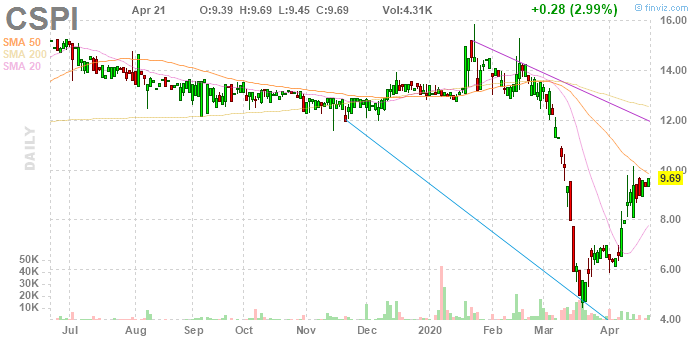 CSPI
Apr 21 O:9.39 H:9.69 L:9.45 C:9.69 Vol:4.31K +0.28 (2.99%)
© finviz.com
SMA 50
SMA 200
SMA 20
DAILY
16.00
14.00
12.00
10.00
9.69
8.00
6.00
4.00
50K
40K
30K
20K
10K
Jul Aug Sep Oct Nov Dec 2020 Feb Mar Apr